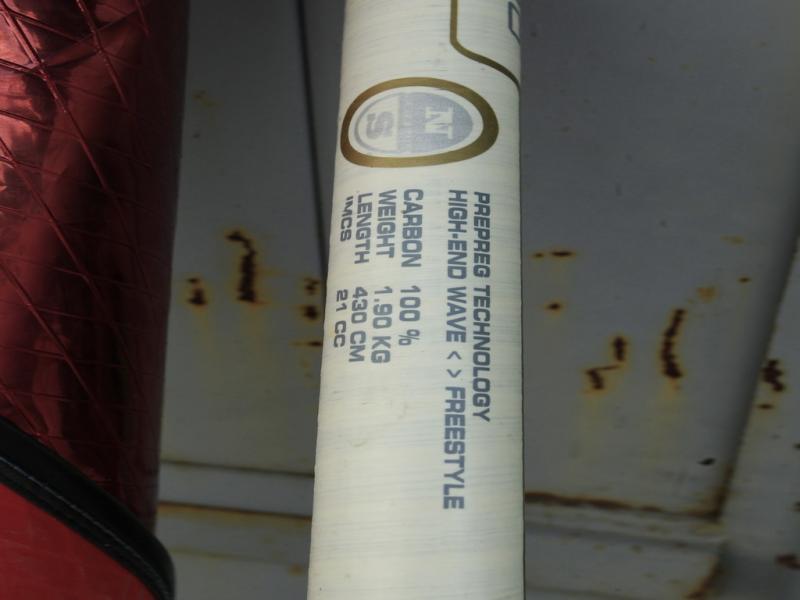 N
S
PREPREG TECHNOLOGY
HIGH-END WAVE < > FREESTYLE
CARBON 100 %
WEIGHT 1.90 KG
LENGTH 430 CM
IMCS 21 CC